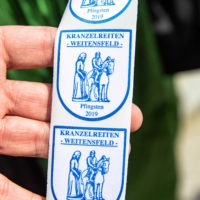 Pfingsten
2019
KRANZELREITEN
- WEITENSFELD -
Pfingsten
2019
KRANZELREITEN
- WEITENSFELD -